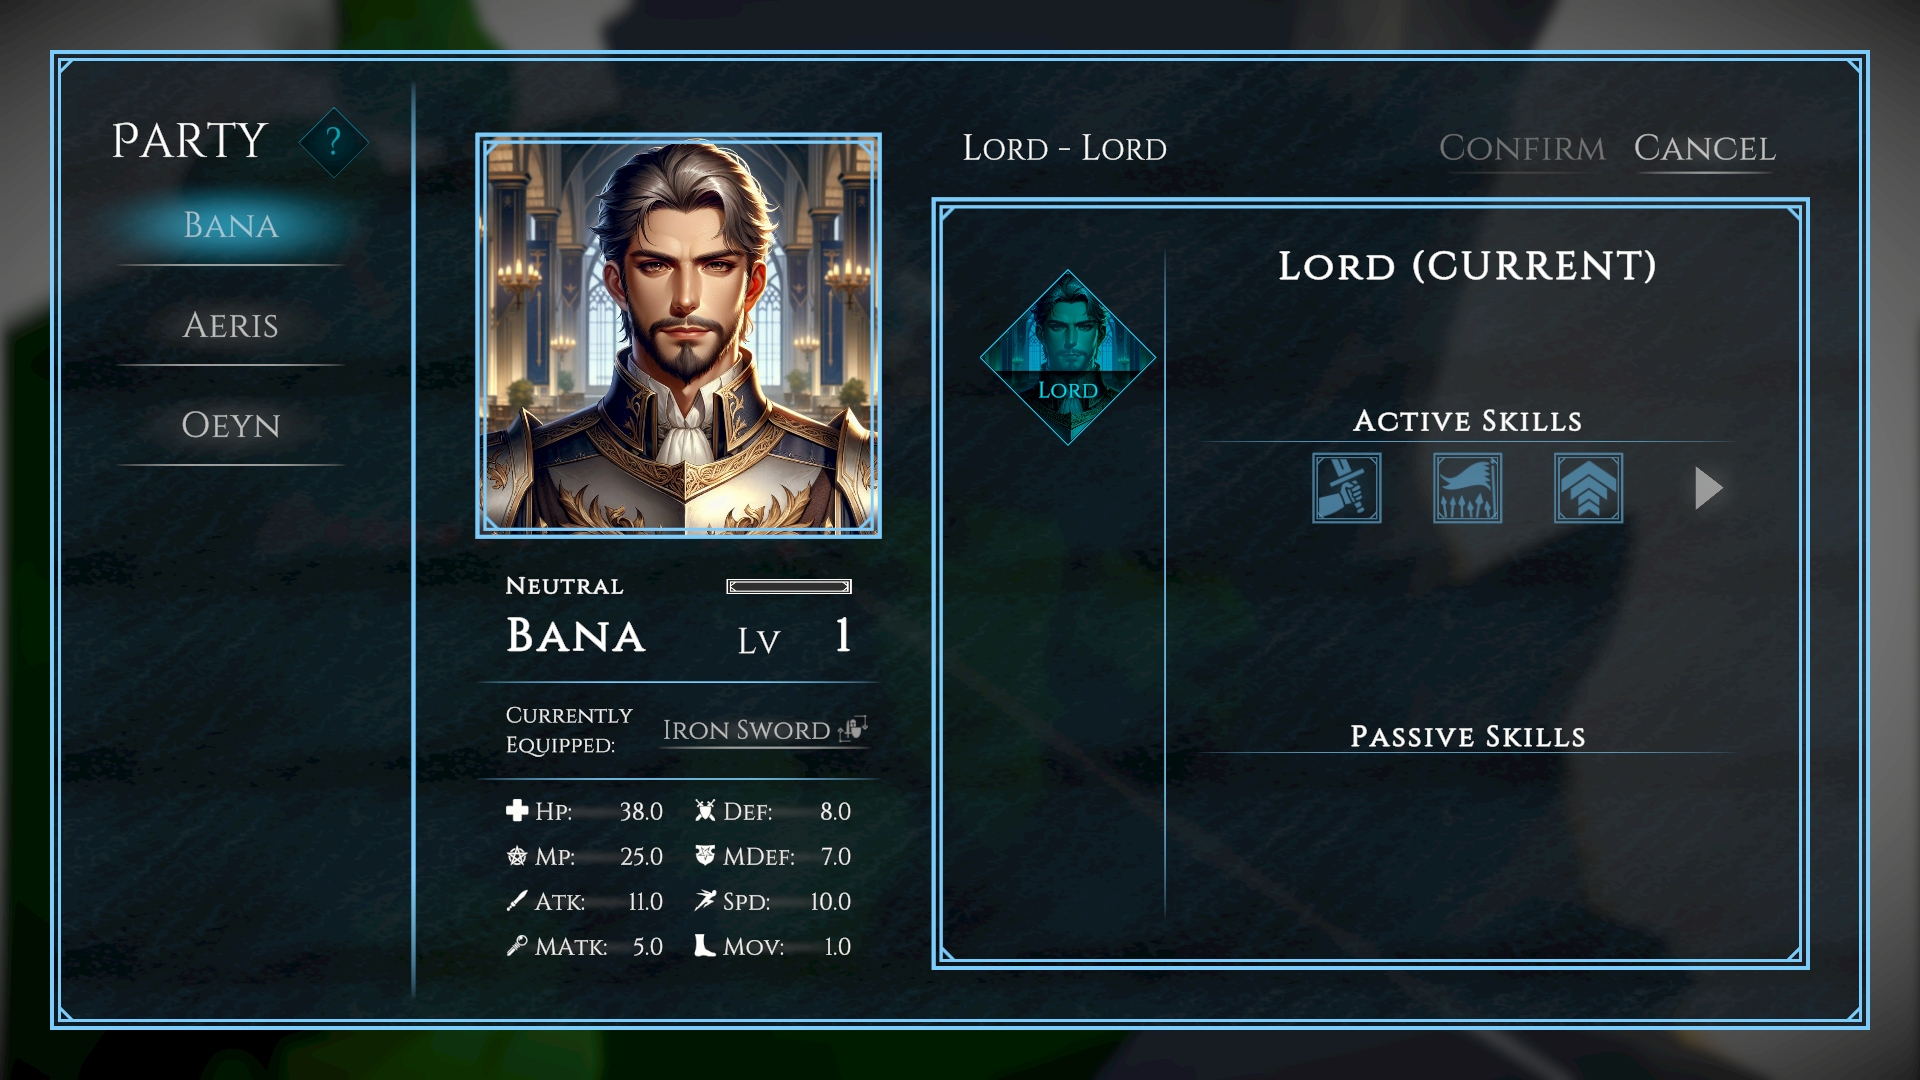 Party ?
Bana
Aeris
Oeyn
Neutral
Bana Lv 1
Currently
Equipped: Iron Sword
Hp: 38.0 Def: 8.0
Mp: 25.0 MDef: 7.0
Atk: 11.0 Spd: 10.0
MAtk: 5.0 Mov: 1.0
Lord - Lord
Confirm Cancel
Lord (CURRENT)
Lord
Active Skills
Passive Skills